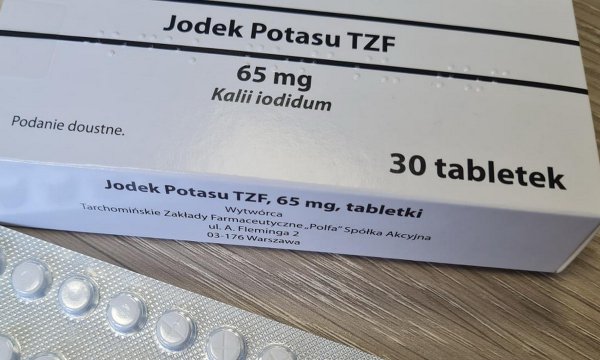 Jodek Potasu TZF
65 mg
Kalii iodidum
Podanie doustne.
30 tabletek
Jodek Potasu TZF, 65 mg, tabletki
Wytwórca
Tarchomińskie Zakłady Farmaceutyczne „Polfa” Spółka Akcyjna
ul. A. Fleminga 2
03-176 Warszawa